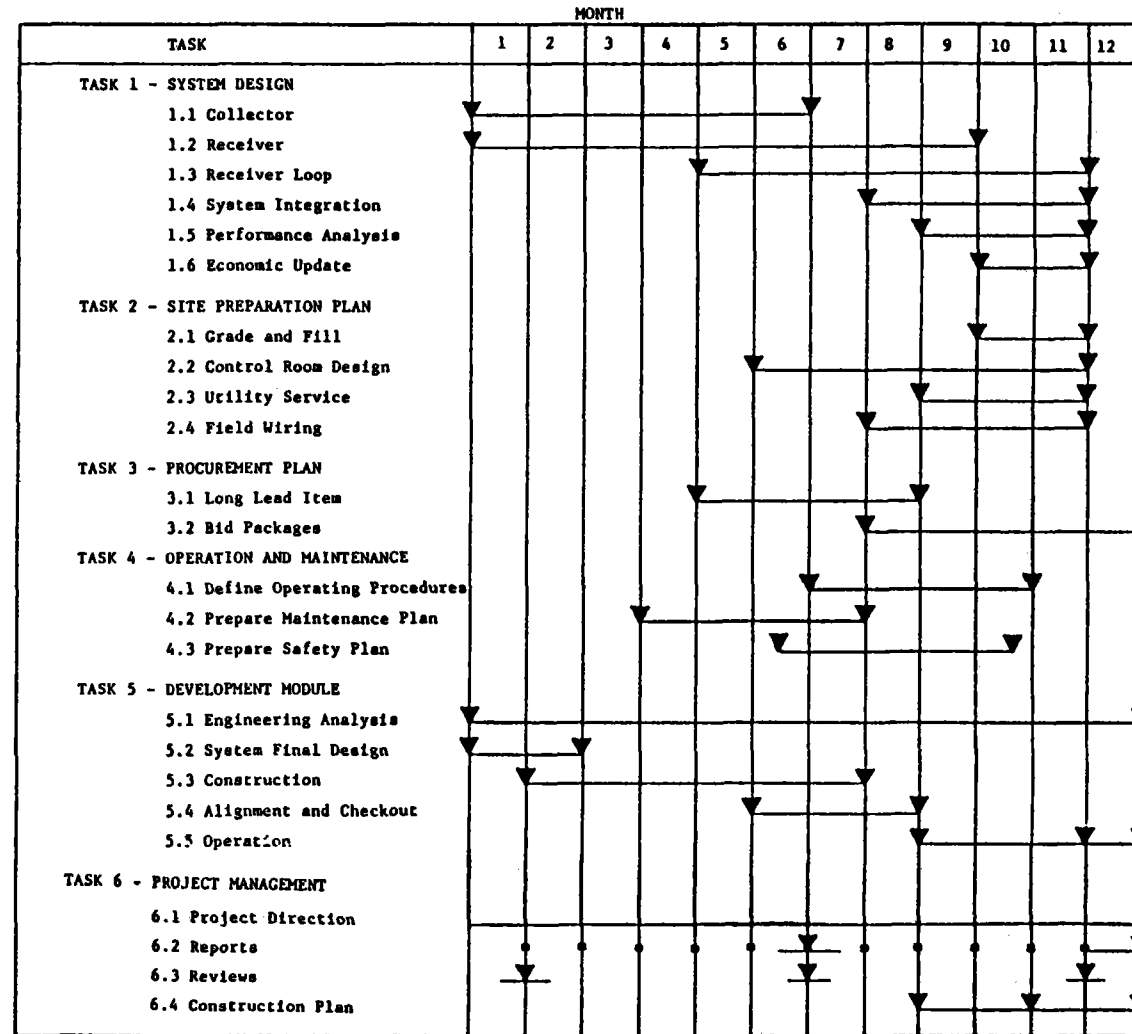 MONTH
TASK 1 2 3 4 5 6 7 8 9 10 11 12
TASK 1 - SYSTEM DESIGN
1.1 Collector
1.2 Receiver
1.3 Receiver Loop
1.4 System Integration
1.5 Performance Analysis
1.6 Economic Update
TASK 2 - SITE PREPARATION PLAN
2.1 Grade and Fill
2.2 Control Room Design
2.3 Utility Service
2.4 Field Wiring
TASK 3 - PROCUREMENT PLAN
3.1 Long Lead Item
3.2 Bid Packages
TASK 4 - OPERATION AND MAINTENANCE
4.1 Define Operating Procedures
4.2 Prepare Maintenance Plan
4.3 Prepare Safety Plan
TASK 5 - DEVELOPMENT MODULE
5.1 Engineering Analysis
5.2 System Final Design
5.3 Construction
5.4 Alignment and Checkout
5.5 Operation
TASK 6 - PROJECT MANAGEMENT
6.1 Project Direction
6.2 Reports
6.3 Reviews
6.4 Construction Plan